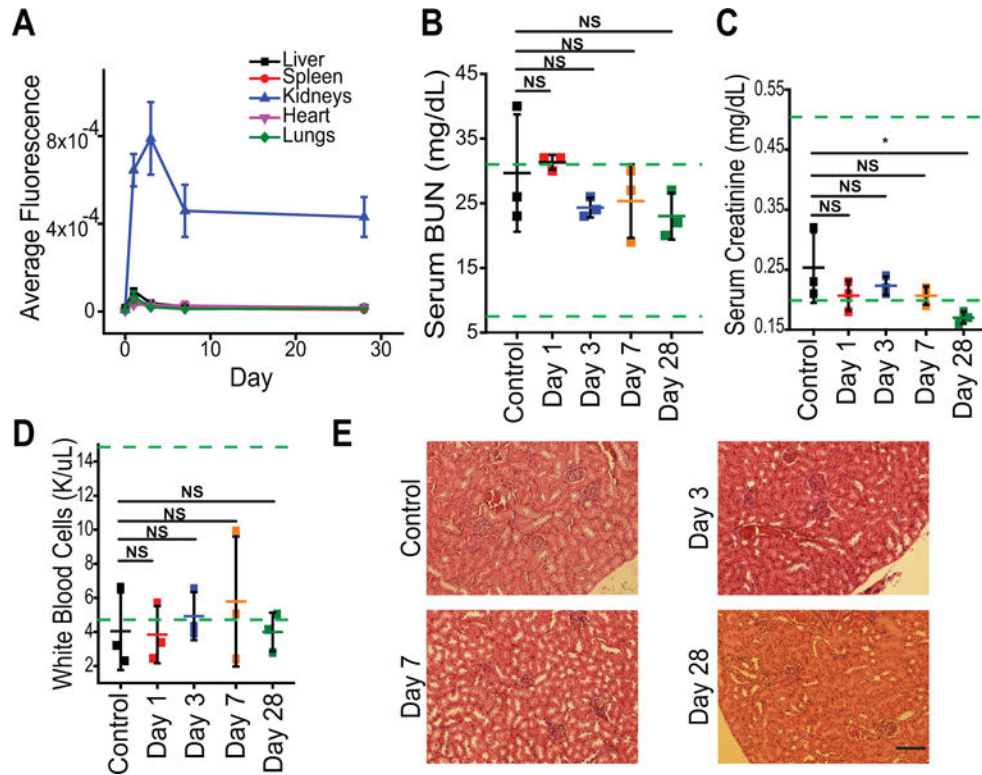 A
Liver
Spleen
Kidneys
Heart
Lungs
Average Fluorescence
8x10-4
4x10-4
0
0 10 20 30
Day
B
NS
NS
NS
NS
Serum BUN (mg/dL)
45
35
25
15
5
Control
Day 1
Day 3
Day 7
Day 28
C
*
NS
NS
NS
Serum Creatinine (mg/dL)
0.55
0.45
0.35
0.25
0.15
Control
Day 1
Day 3
Day 7
Day 28
D
NS
NS
NS
NS
White Blood Cells (K/uL)
14
12
10
8
6
4
2
Control
Day 1
Day 3
Day 7
Day 28
E
Control
Day 3
Day 7
Day 28